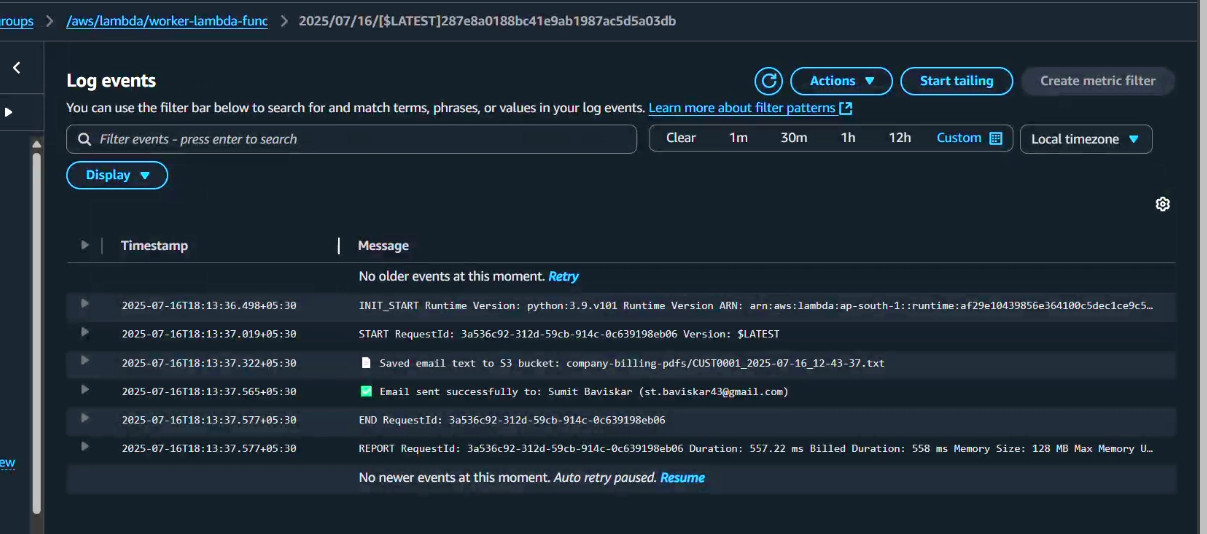 groups > /aws/lambda/worker-lambda-func > 2025/07/16/[$LATEST]287e8a0188bc41e9ab1987ac5d5a03db
Log events
Actions Start tailing Create metric filter
You can use the filter bar below to search for and match terms, phrases, or values in your log events. Learn more about filter patterns
Filter events - press enter to search
Clear 1m 30m 1h 12h Custom Local timezone
Display
Timestamp Message
No older events at this moment. Retry
2025-07-16T18:13:36.498+05:30 INIT_START Runtime Version: python:3.9.v101 Runtime Version ARN: arn:aws:lambda:ap-south-1::runtime:af29e10439856e364100c5dec1ce9c5…
2025-07-16T18:13:37.019+05:30 START RequestId: 3a536c92-312d-59cb-914c-0c639198eb06 Version: $LATEST
2025-07-16T18:13:37.322+05:30 📄 Saved email text to S3 bucket: company-billing-pdfs/CUST0001_2025-07-16_12-43-37.txt
2025-07-16T18:13:37.565+05:30 ✅ Email sent successfully to: Sumit Baviskar (st.baviskar43@gmail.com)
2025-07-16T18:13:37.577+05:30 END RequestId: 3a536c92-312d-59cb-914c-0c639198eb06
2025-07-16T18:13:37.577+05:30 REPORT RequestId: 3a536c92-312d-59cb-914c-0c639198eb06 Duration: 557.22 ms Billed Duration: 558 ms Memory Size: 128 MB Max Memory U…
ew
No newer events at this moment. Auto retry paused. Resume